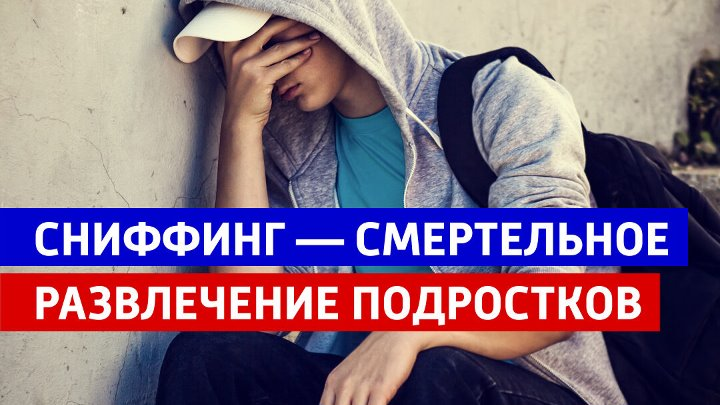 СНИФФИНГ — СМЕРТЕЛЬНОЕ
РАЗВЛЕЧЕНИЕ ПОДРОСТКОВ